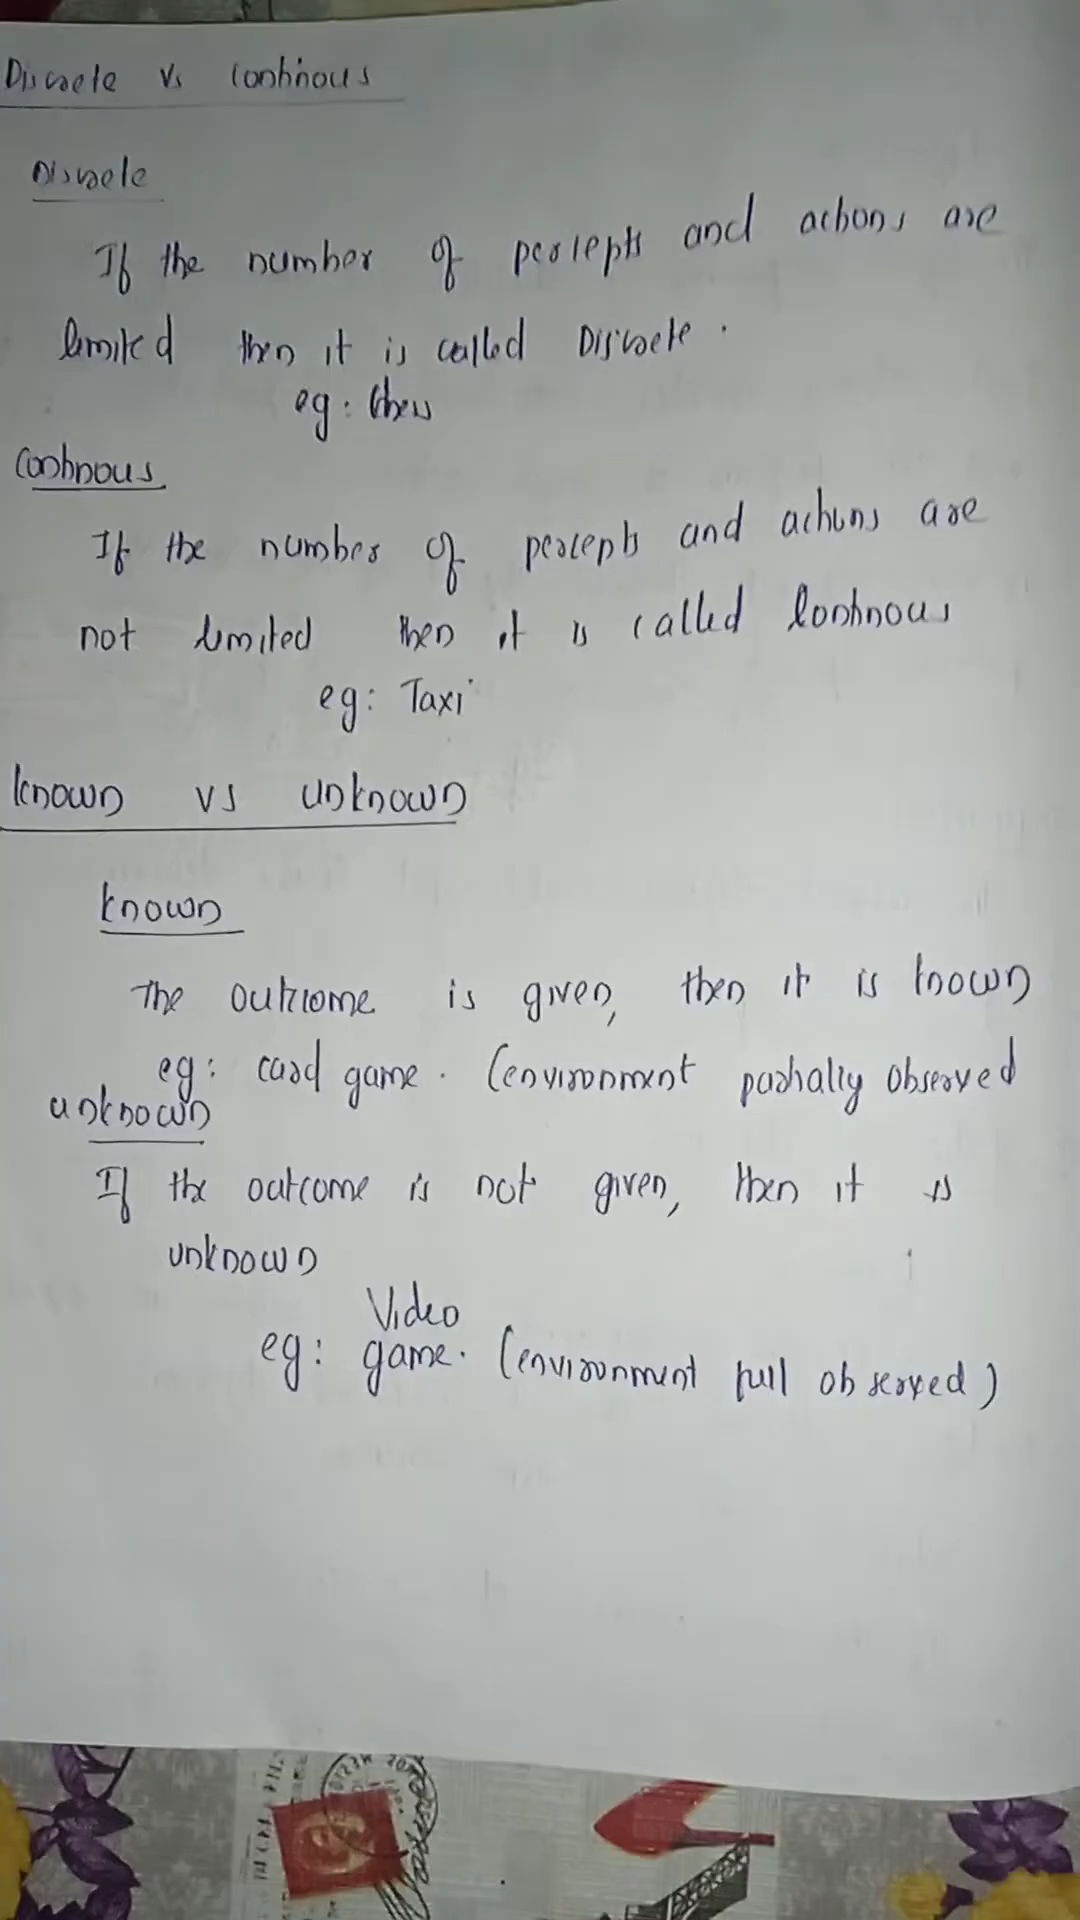 Discrete Vs Continous
Discrete
If the number of percepts and actions are
limited then it is called Discrete.
eg: Chess
Continous
If the number of percepts and actions are
not limited then it is called Continous
eg: Taxi
known vs unknown
known
The outcome is given, then it is known
eg: card game. (environment partially observed
unknown
If the outcome is not given, then it is
unknown
Video
eg: game. (environment full observed)